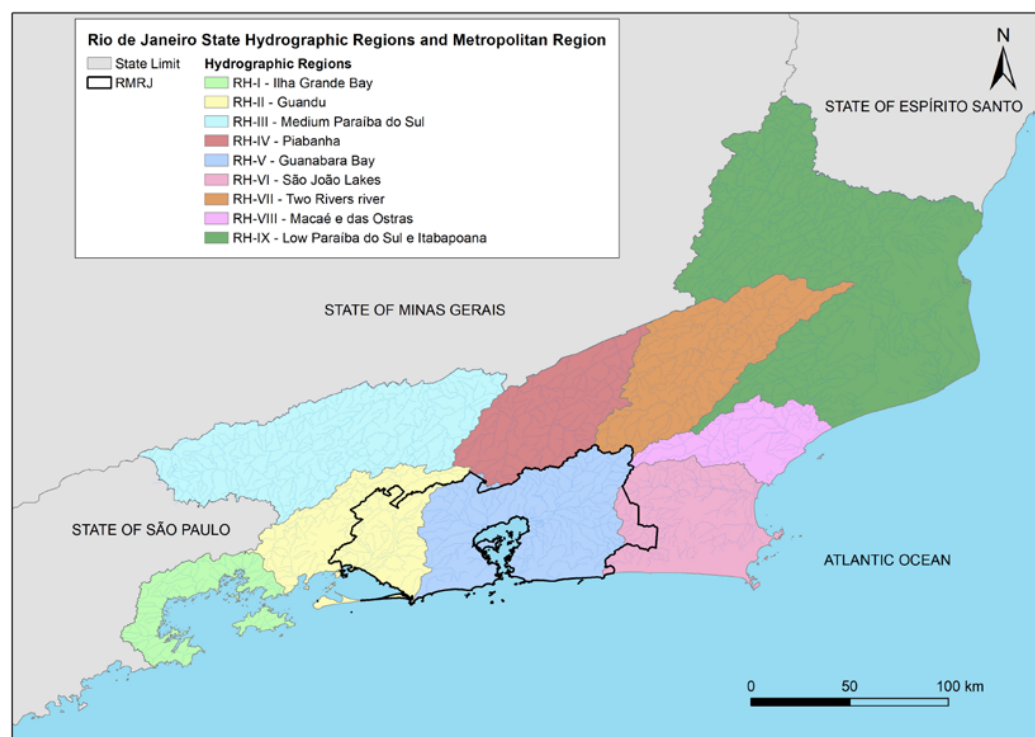 Rio de Janeiro State Hydrographic Regions and Metropolitan Region
State Limit
RMRJ
Hydrographic Regions
RH-I - Ilha Grande Bay
RH-II - Guandu
RH-III - Medium Paraíba do Sul
RH-IV - Piabanha
RH-V - Guanabara Bay
RH-VI - São João Lakes
RH-VII - Two Rivers river
RH-VIII - Macaé e das Ostras
RH-IX - Low Paraíba do Sul e Itabapoana
N
STATE OF ESPÍRITO SANTO
STATE OF MINAS GERAIS
STATE OF SÃO PAULO
ATLANTIC OCEAN
0 50 100 km